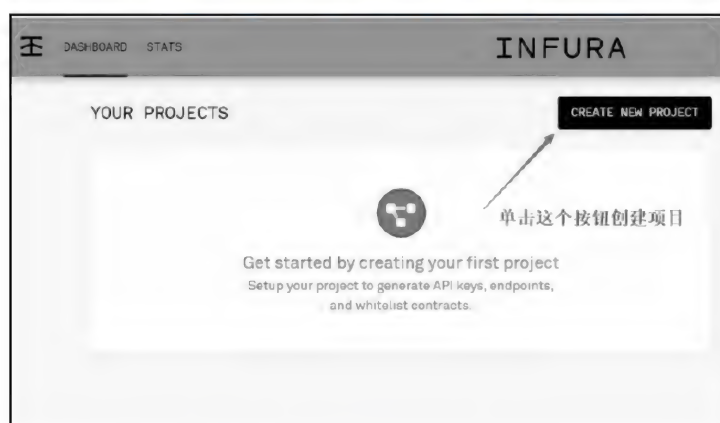 DASHBOARD STATS INFURA
YOUR PROJECTS CREATE NEW PROJECT
单击这个按钮创建项目
Get started by creating your first project
Setup your project to generate API keys, endpoints,
and whitelist contracts.